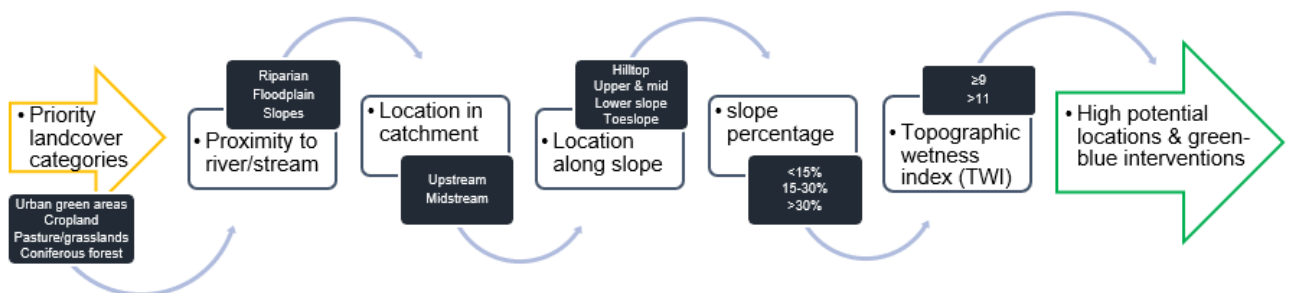 • Priority
landcover
categories
Urban green areas
Cropland
Pasture/grasslands
Coniferous forest
Riparian
Floodplain
Slopes
• Proximity to
river/stream
• Location in
catchment
Upstream
Midstream
Hilltop
Upper & mid
Lower slope
Toeslope
• Location
along slope
• slope
percentage
<15%
15-30%
>30%
≥9
>11
• Topographic
wetness
index (TWI)
• High potential
locations & green-
blue interventions